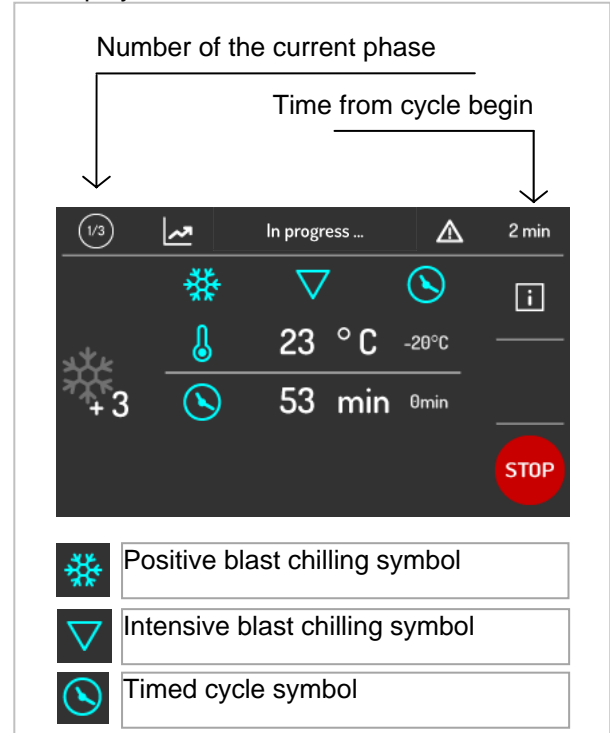 Number of the current phase
Time from cycle begin
1/3
In progress ...
2 min
i
23 °C -20°C
+3
53 min 0min
STOP
Positive blast chilling symbol
Intensive blast chilling symbol
Timed cycle symbol